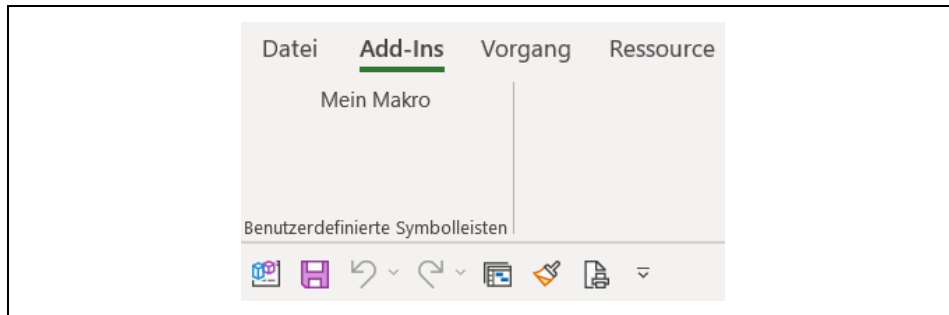 Datei Add-Ins Vorgang Ressource
Mein Makro
Benutzerdefinierte Symbolleisten